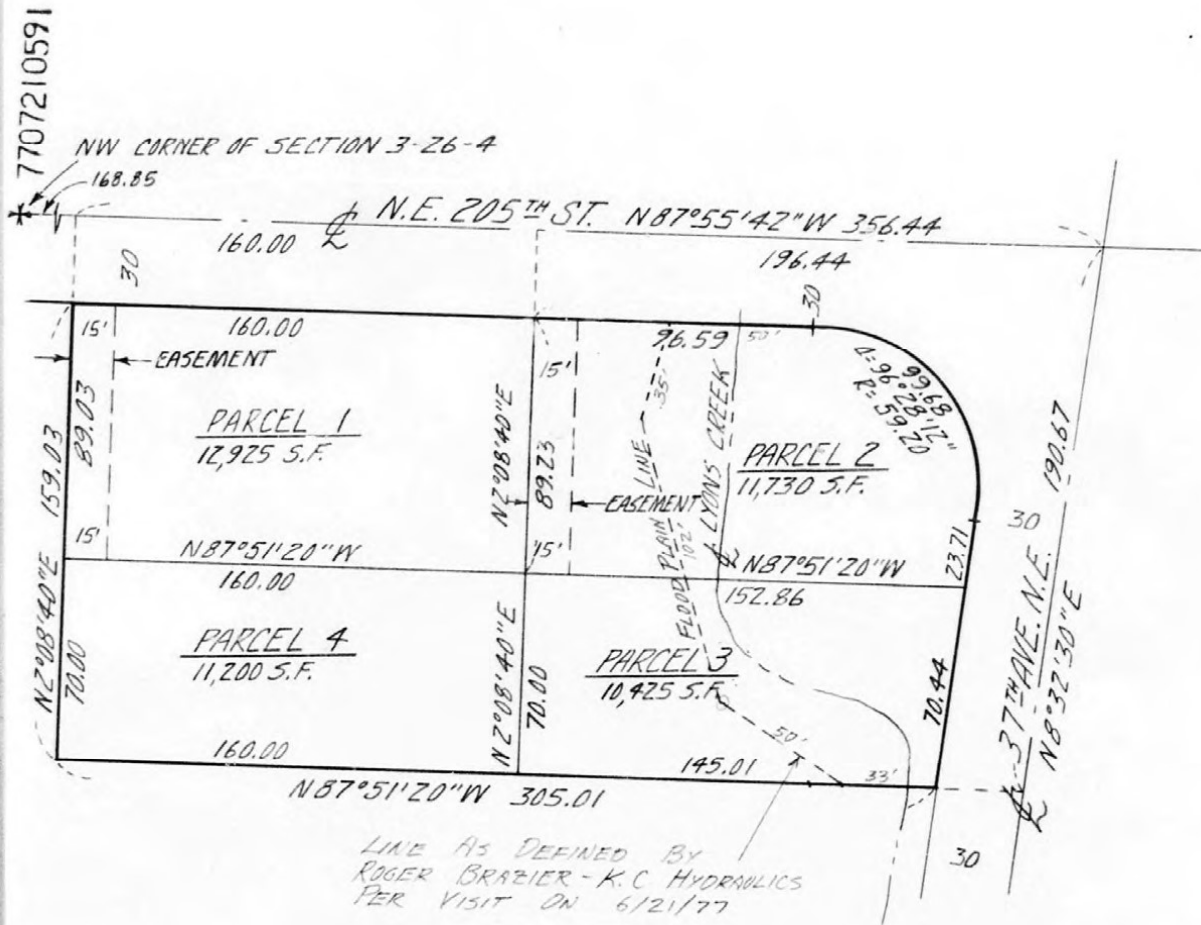 7707210591
NW CORNER OF SECTION 3-26-4
168.85
N.E. 205TH ST. N87°55'42"W 356.44
160.00
196.44
30
30
15'
160.00
96.59
50'
EASEMENT
15'
35'
Δ=96°28'12"
99.68
R=59.20
89.03
N2°08'40"E 159.03
PARCEL 1
12,925 S.F.
N2°08'40"E
89.23
EASEMENT
FLOOD PLAIN LINE
102'
℄ LYONS CREEK
PARCEL 2
11,730 S.F.
190.67
30
23.71
15'
N87°51'20"W
160.00
15'
N87°51'20"W
152.86
PARCEL 4
11,200 S.F.
70.00
N2°08'40"E
70.00
PARCEL 3
10,425 S.F.
70.44
℄ 37TH AVE. N.E.
N8°32'30"E
50'
160.00
145.01
33'
N87°51'20"W 305.01
30
LINE AS DEFINED BY
ROGER BRAZIER - K.C HYDRAULICS
PER VISIT ON 6/21/77